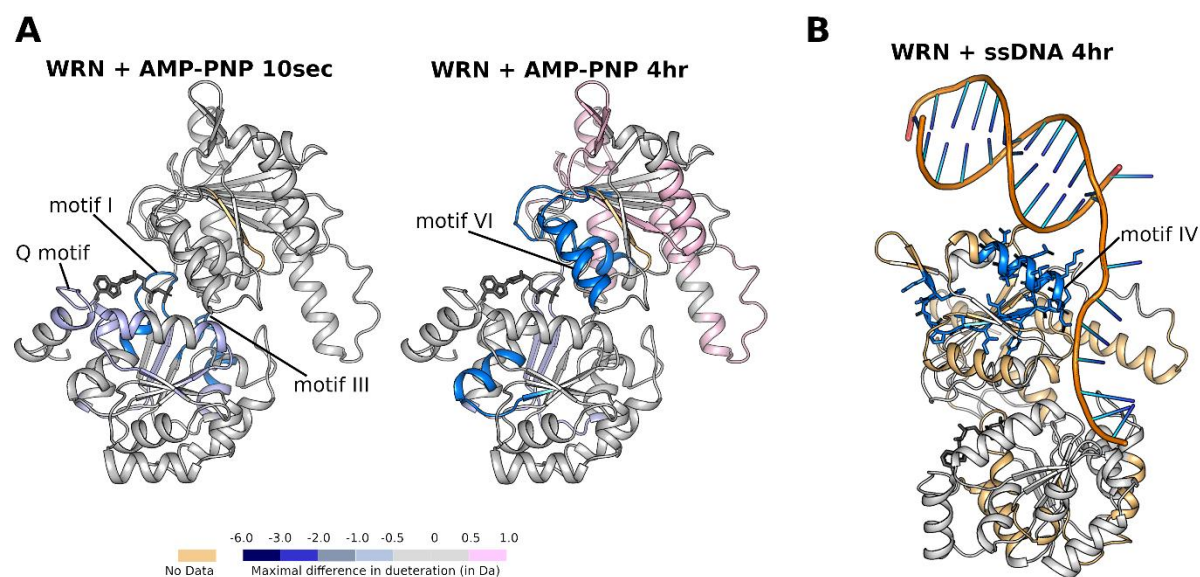 A
B
WRN + AMP-PNP 10sec
WRN + AMP-PNP 4hr
WRN + ssDNA 4hr
motif I
Q motif
motif III
motif VI
motif IV
-6.0 -3.0 -2.0 -1.0 -0.5 0 0.5 1.0
No Data
Maximal difference in dueteration (in Da)